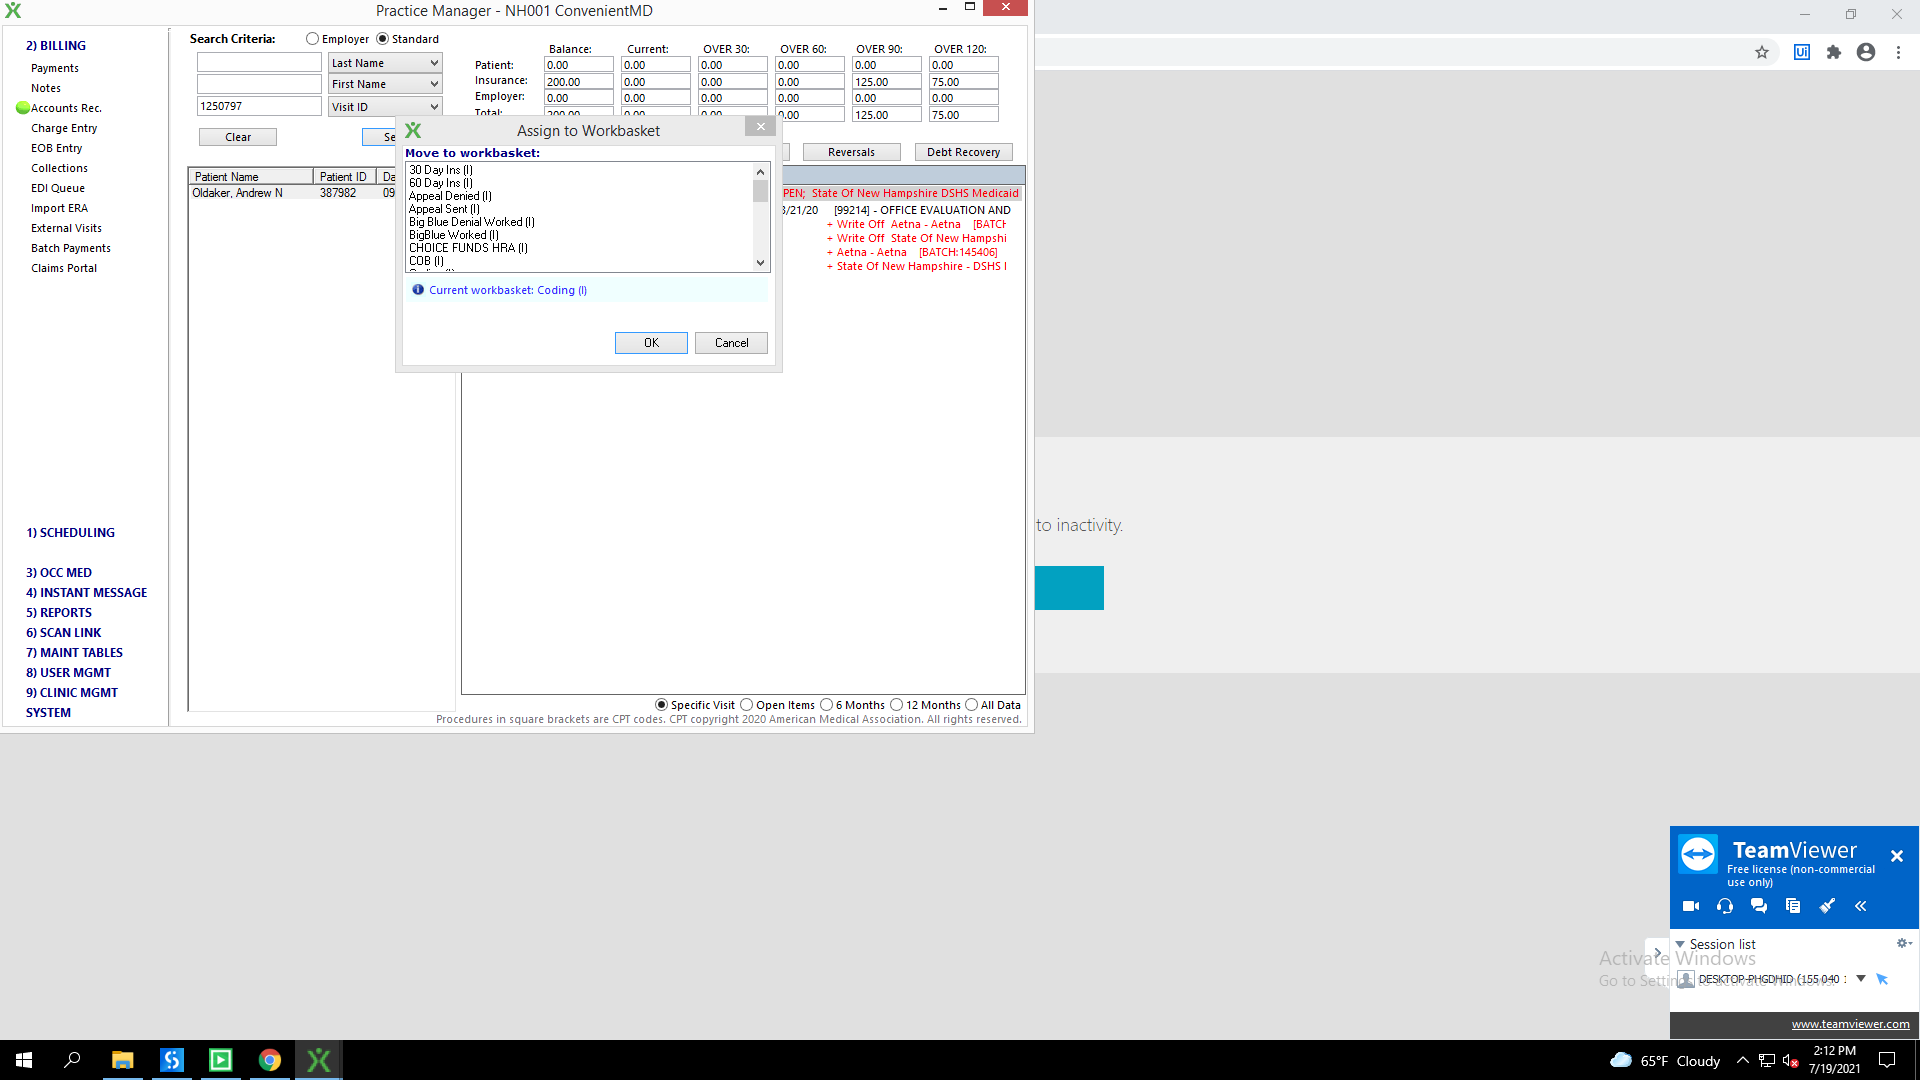 Practice Manager - NH001 ConvenientMD
2) BILLING
Payments
Notes
Accounts Rec.
Charge Entry
EOB Entry
Collections
EDI Queue
Import ERA
External Visits
Batch Payments
Claims Portal
1) SCHEDULING
3) OCC MED
4) INSTANT MESSAGE
5) REPORTS
6) SCAN LINK
7) MAINT TABLES
8) USER MGMT
9) CLINIC MGMT
SYSTEM
Search Criteria: Employer Standard
Last Name
First Name
1250797 Visit ID
Clear Se
Balance: Current: OVER 30: OVER 60: OVER 90: OVER 120:
Patient: 0.00 0.00 0.00 0.00 0.00 0.00
Insurance: 200.00 0.00 0.00 0.00 125.00 75.00
Employer: 0.00 0.00 0.00 0.00 0.00 0.00
Total: 200.00 0.00 0.00 0.00 125.00 75.00
Reversals Debt Recovery
Patient Name Patient ID Da
Oldaker, Andrew N 387982 09
PEN; State Of New Hampshire DSHS Medicaid
/21/20 [99214] - OFFICE EVALUATION AND
+ Write Off Aetna - Aetna [BATC
+ Write Off State Of New Hampshi
+ Aetna - Aetna [BATCH:145406]
+ State Of New Hampshire - DSHS
Assign to Workbasket
Move to workbasket:
30 Day Ins (I)
60 Day Ins (I)
Appeal Denied (I)
Appeal Sent (I)
Big Blue Denial Worked (I)
BigBlue Worked (I)
CHOICE FUNDS HRA (I)
COB (I)
Current workbasket: Coding (I)
OK Cancel
Specific Visit Open Items 6 Months 12 Months All Data
Procedures in square brackets are CPT codes. CPT copyright 2020 American Medical Association. All rights reserved.
to inactivity.
Ui
TeamViewer
Free license (non-commercial
use only)
Session list
DESKTOP-PHGDHID (155 040
www.teamviewer.com
Activate Windows
Go to Settings to activate Windows.
65°F Cloudy
2:12 PM
7/19/2021